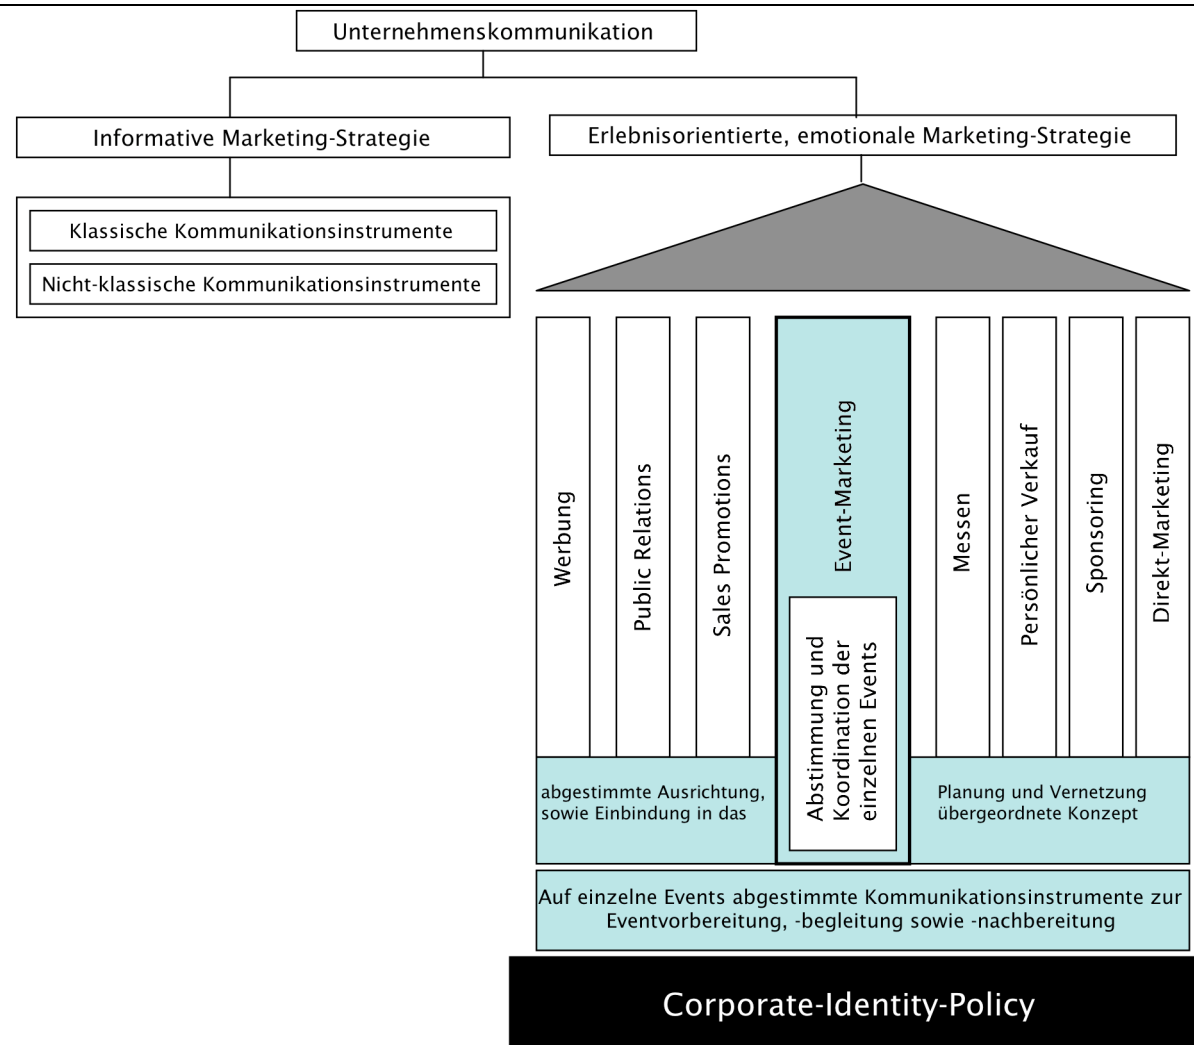 Unternehmenskommunikation
Informative Marketing-Strategie
Erlebnisorientierte, emotionale Marketing-Strategie
Klassische Kommunikationsinstrumente
Nicht-klassische Kommunikationsinstrumente
Werbung
Public Relations
Sales Promotions
Event-Marketing
Messen
Persönlicher Verkauf
Sponsoring
Direkt-Marketing
Abstimmung und
Koordination der
einzelnen Events
abgestimmte Ausrichtung,
sowie Einbindung in das
Planung und Vernetzung
übergeordnete Konzept
Auf einzelne Events abgestimmte Kommunikationsinstrumente zur
Eventvorbereitung, -begleitung sowie -nachbereitung
Corporate-Identity-Policy